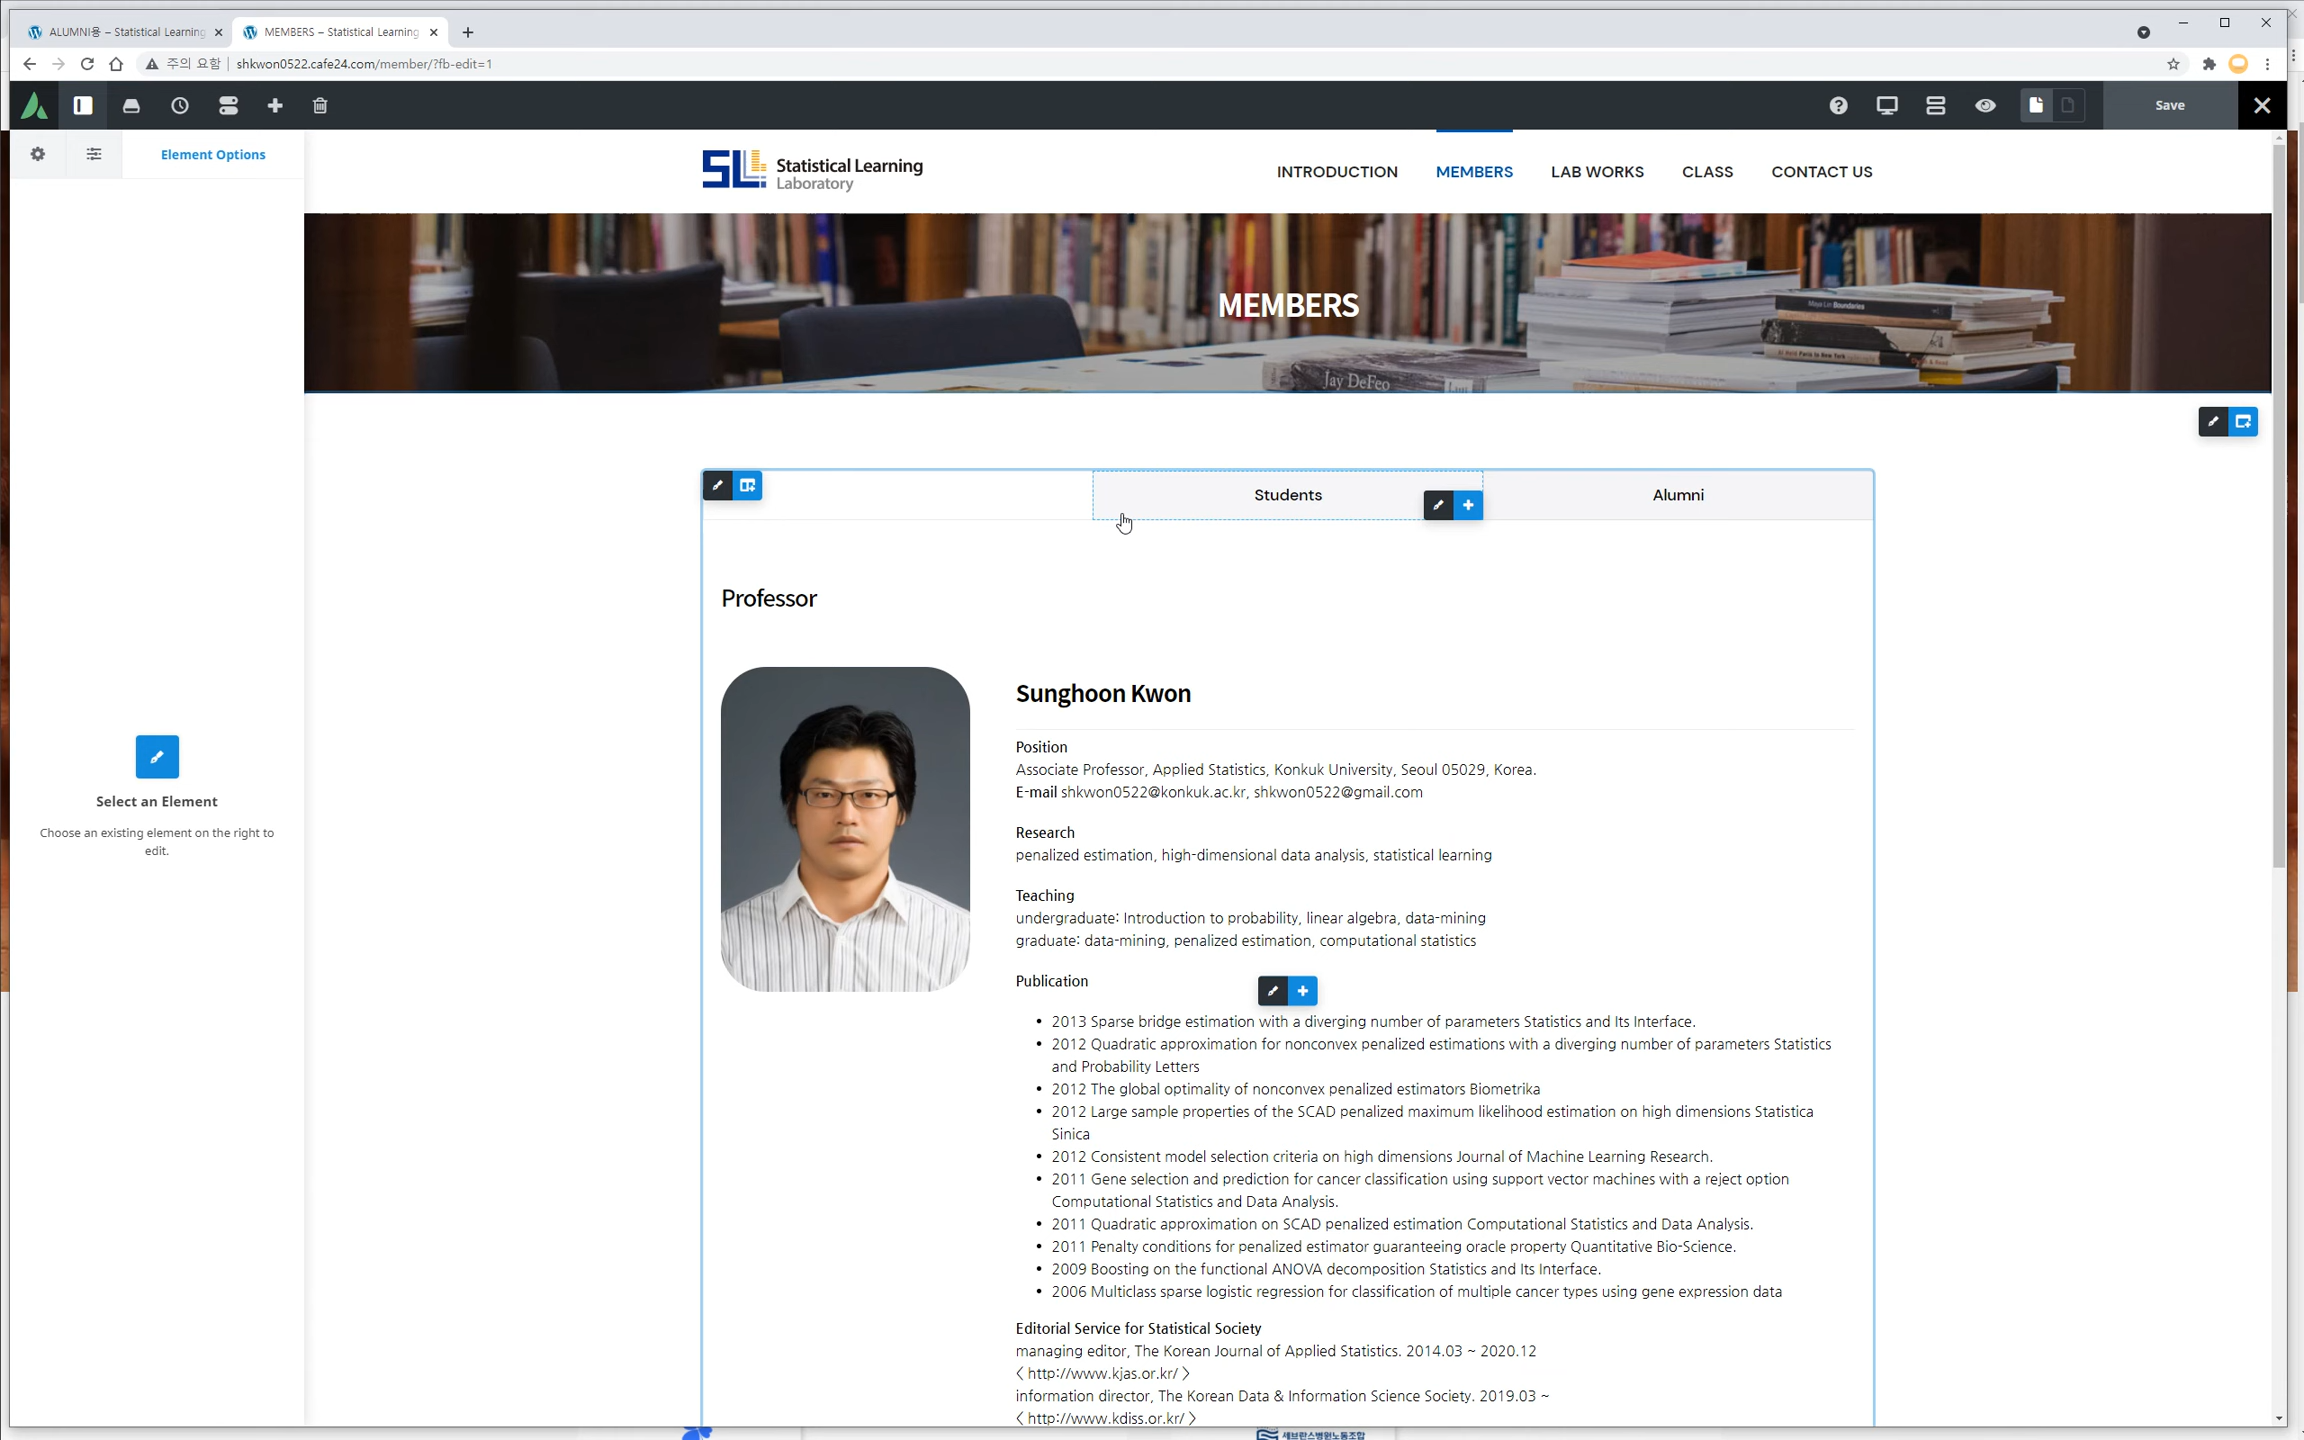 ALUMNI용 – Statistical Learning
MEMBERS – Statistical Learning
주의 요함
shkwon0522.cafe24.com/member/?fb-edit=1
Save
Element Options
SLL Statistical Learning
Laboratory
INTRODUCTION
MEMBERS
LAB WORKS
CLASS
CONTACT US
MEMBERS
Maya Lin Boundaries
Jay DeFeo
Students
Alumni
Professor
Sunghoon Kwon
Position
Associate Professor, Applied Statistics, Konkuk University, Seoul 05029, Korea.
E-mail shkwon0522@konkuk.ac.kr, shkwon0522@gmail.com
Research
penalized estimation, high-dimensional data analysis, statistical learning
Teaching
undergraduate: Introduction to probability, linear algebra, data-mining
graduate: data-mining, penalized estimation, computational statistics
Publication
• 2013 Sparse bridge estimation with a diverging number of parameters Statistics and Its Interface.
• 2012 Quadratic approximation for nonconvex penalized estimations with a diverging number of parameters Statistics
and Probability Letters
• 2012 The global optimality of nonconvex penalized estimators Biometrika
• 2012 Large sample properties of the SCAD penalized maximum likelihood estimation on high dimensions Statistica
Sinica
• 2012 Consistent model selection criteria on high dimensions Journal of Machine Learning Research.
• 2011 Gene selection and prediction for cancer classification using support vector machines with a reject option
Computational Statistics and Data Analysis.
• 2011 Quadratic approximation on SCAD penalized estimation Computational Statistics and Data Analysis.
• 2011 Penalty conditions for penalized estimator guaranteeing oracle property Quantitative Bio-Science.
• 2009 Boosting on the functional ANOVA decomposition Statistics and Its Interface.
• 2006 Multiclass sparse logistic regression for classification of multiple cancer types using gene expression data
Editorial Service for Statistical Society
managing editor, The Korean Journal of Applied Statistics. 2014.03 ~ 2020.12
〈 http://www.kjas.or.kr/ 〉
information director, The Korean Data & Information Science Society. 2019.03 ~
〈 http://www.kdiss.or.kr/ 〉
Select an Element
Choose an existing element on the right to
edit.
세브란스병원노동조합